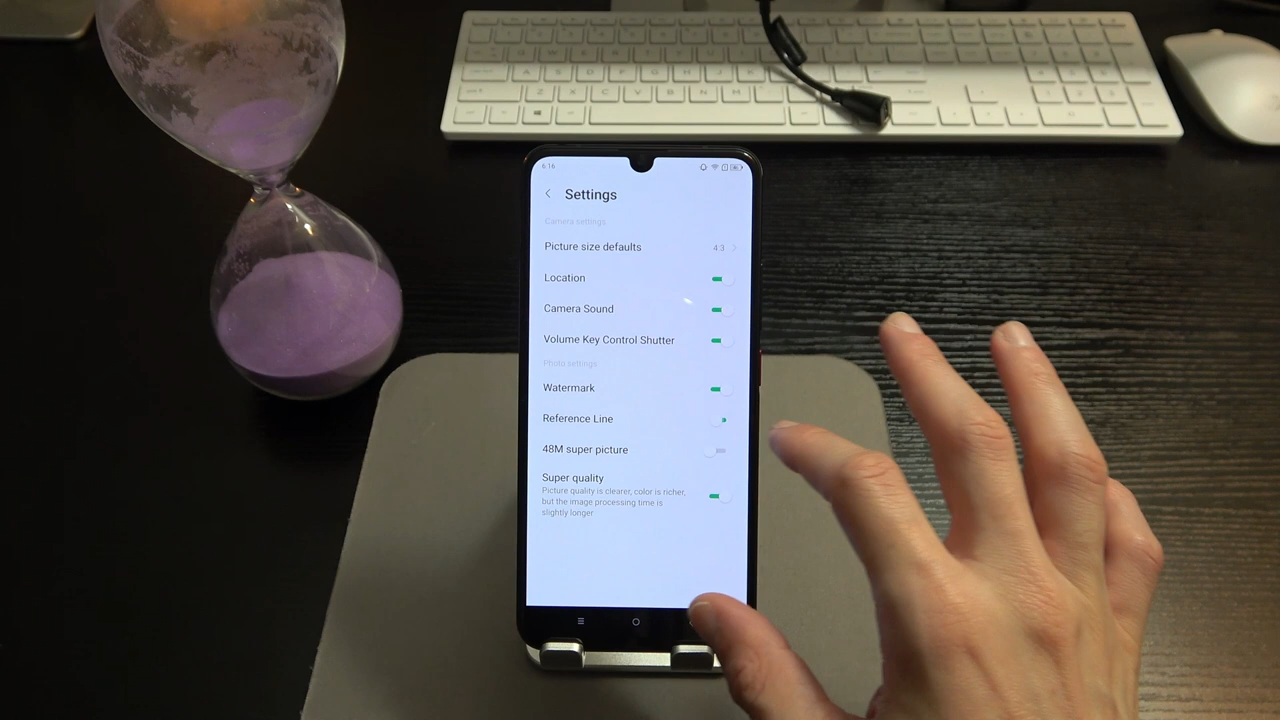 A S D F G H J K L
Z X C V B N M
6:16
Settings
Camera settings
Picture size defaults 4:3
Location
Camera Sound
Volume Key Control Shutter
Photo settings
Watermark
Reference Line
48M super picture
Super quality
Picture quality is clearer, color is richer,
but the image processing time is
slightly longer